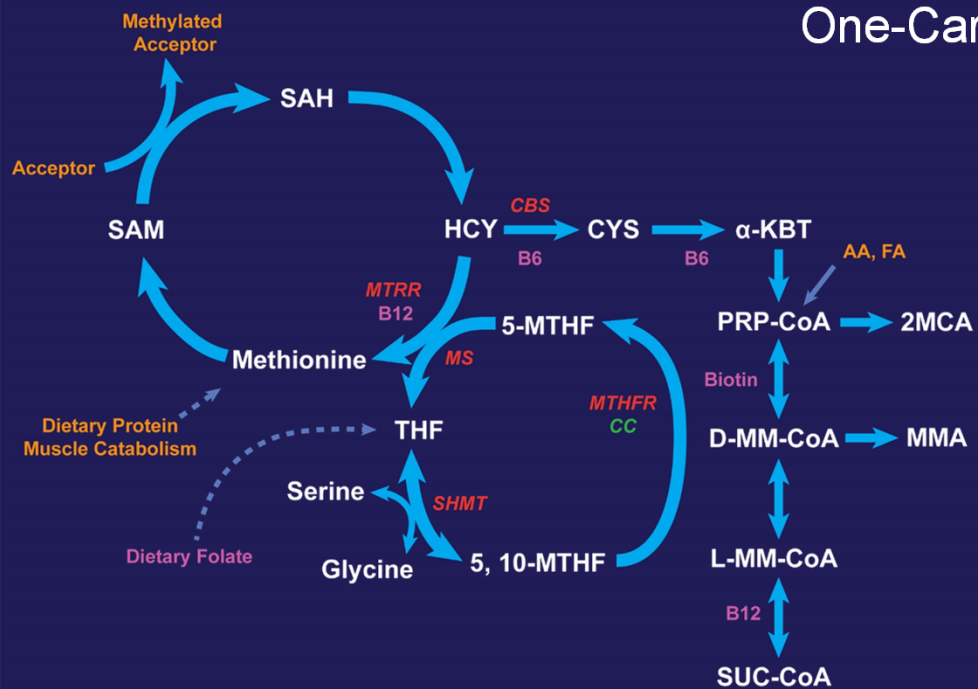 One-Car
Methylated
Acceptor
SAH
Acceptor
SAM
HCY
CBS
B6
CYS
B6
α-KBT
AA, FA
MTRR
B12
5-MTHF
PRP-CoA
2MCA
Methionine
MS
Biotin
MTHFR
CC
Dietary Protein
Muscle Catabolism
THF
D-MM-CoA
MMA
Serine
SHMT
Dietary Folate
Glycine
5, 10-MTHF
L-MM-CoA
B12
SUC-CoA